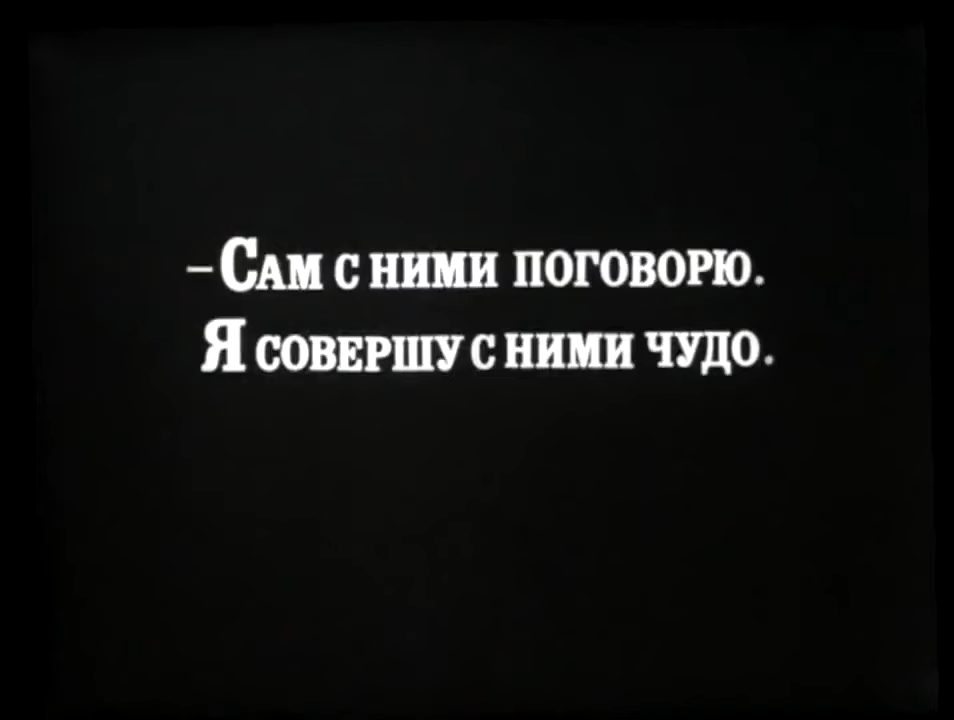 – Сам с ними поговорю.
Я совершу с ними чудо.